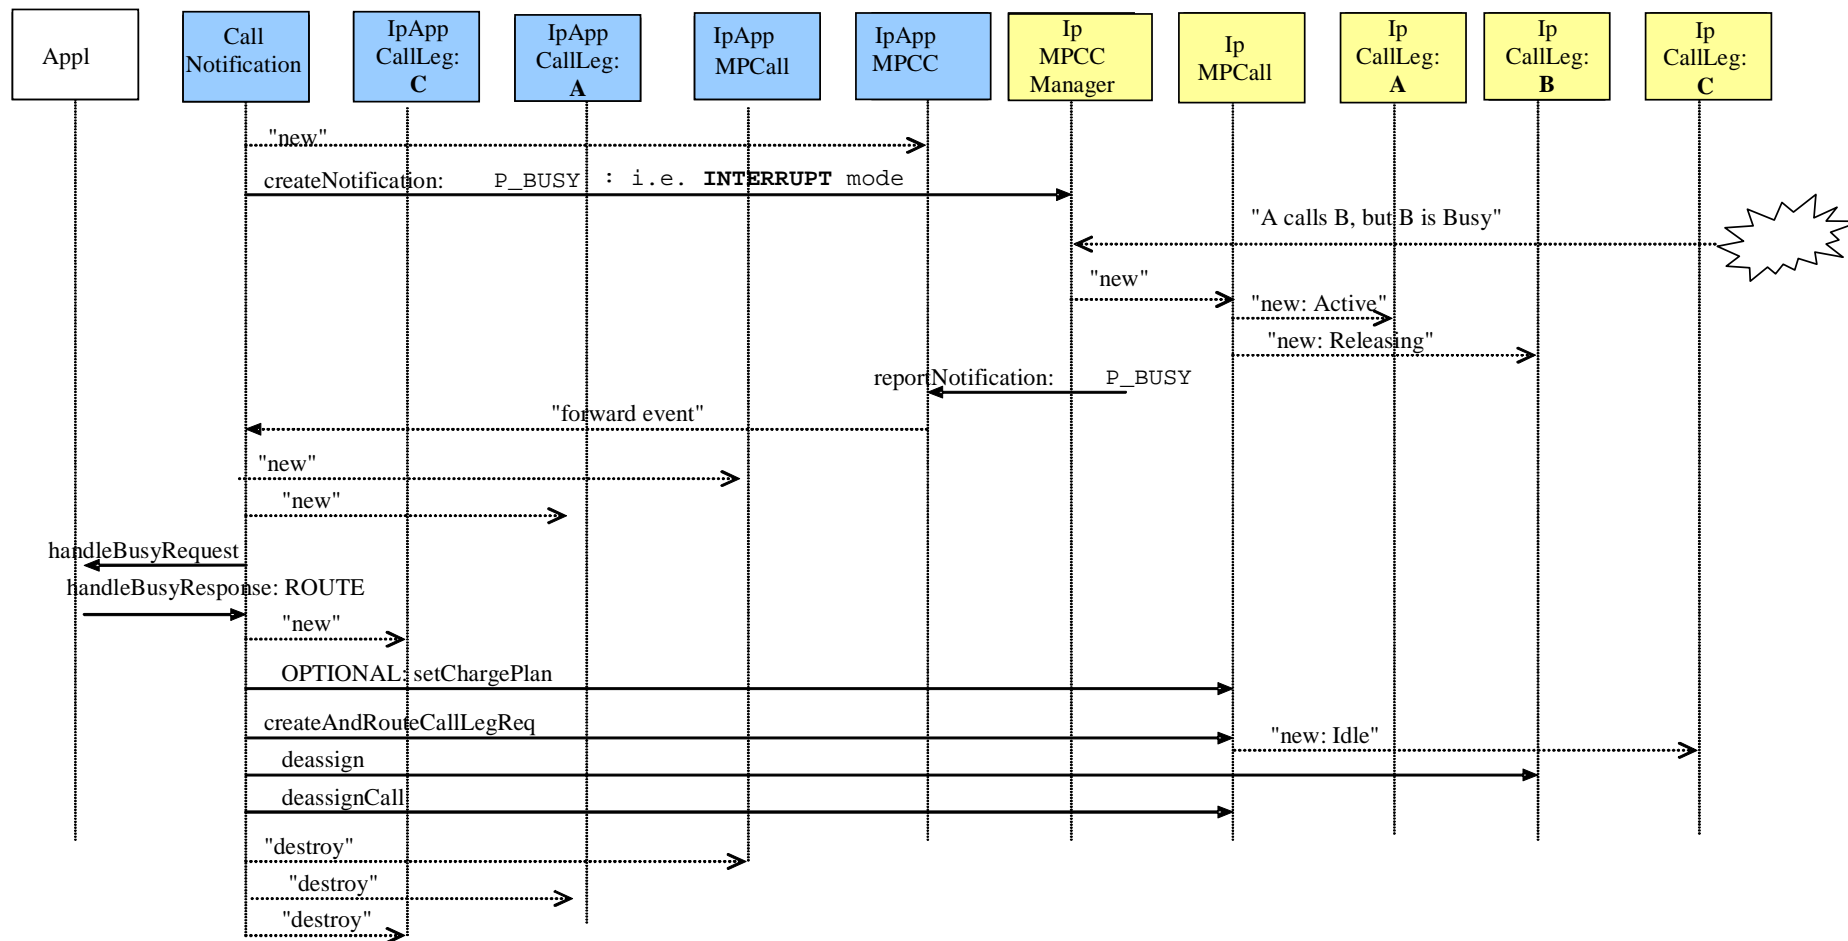 Appl
Call
Notification
IpApp
CallLeg:
C
IpApp
CallLeg:
A
IpApp
MPCall
IpApp
MPCC
Ip
MPCC
Manager
Ip
MPCall
Ip
CallLeg:
A
Ip
CallLeg:
B
Ip
CallLeg:
C
"new"
createNotification: P_BUSY : i.e. INTERRUPT mode
"A calls B, but B is Busy"
"new"
"new: Active"
"new: Releasing"
reportNotification: P_BUSY
"forward event"
"new"
"new"
handleBusyRequest
handleBusyResponse: ROUTE
"new"
OPTIONAL: setChargePlan
createAndRouteCallLegReq
"new: Idle"
deassign
deassignCall
"destroy"
"destroy"
"destroy"